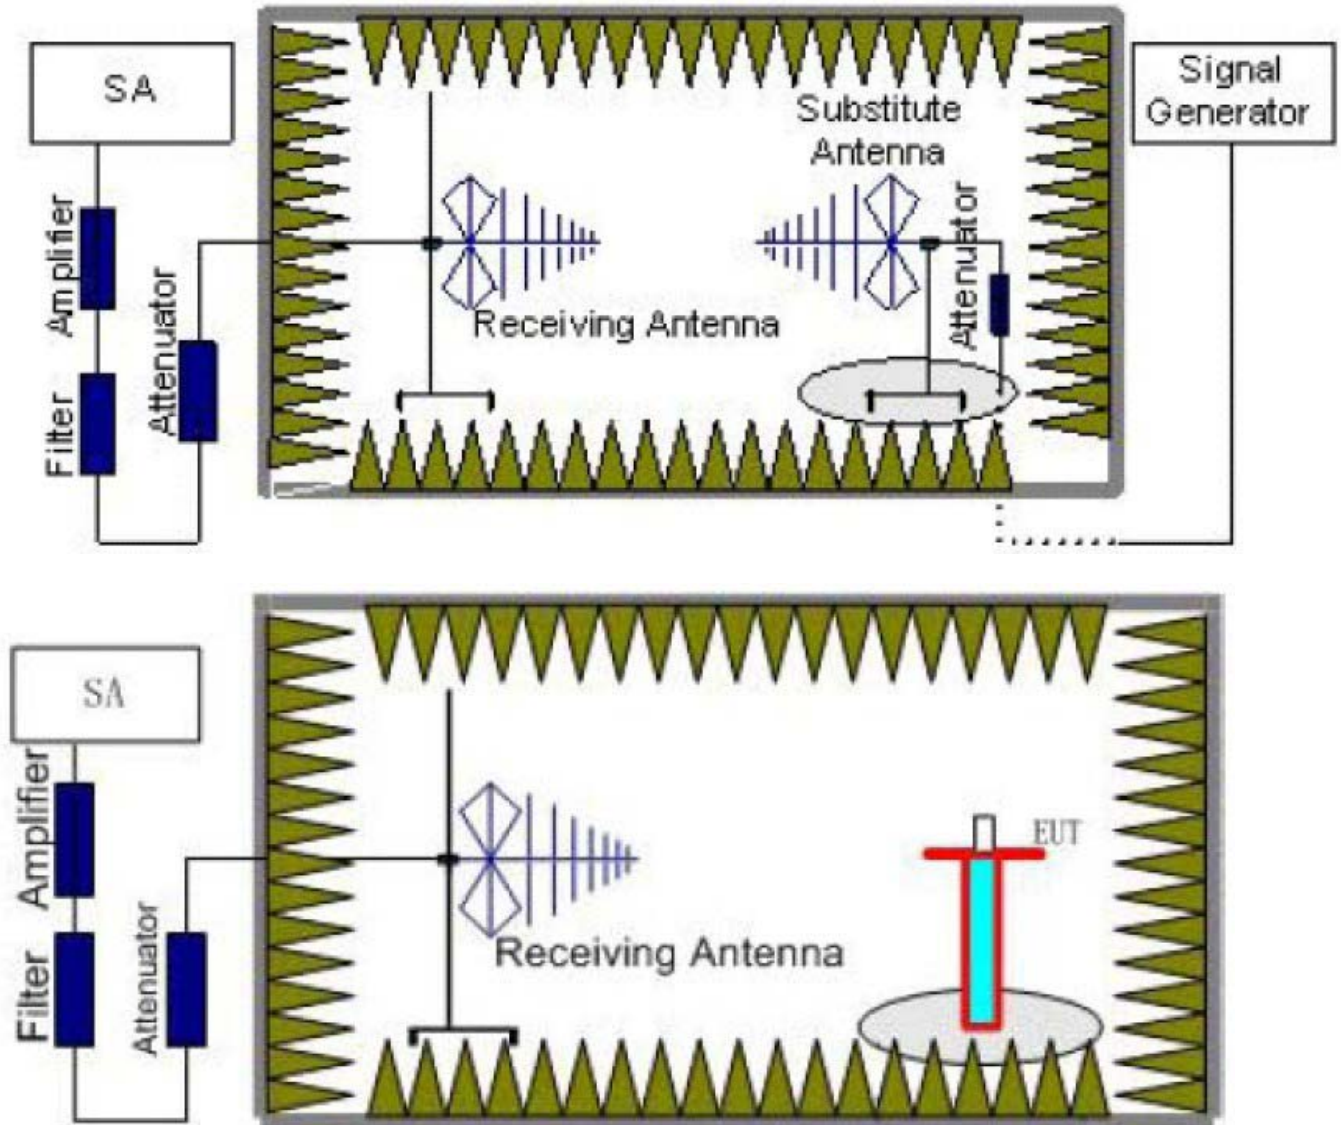 SA
Signal
Generator
Substitute
Antenna
Amplifier
Attenuator
Attenuator
Receiving Antenna
Filter
SA
Amplifier
EUT
Attenuator
Receiving Antenna
Filter